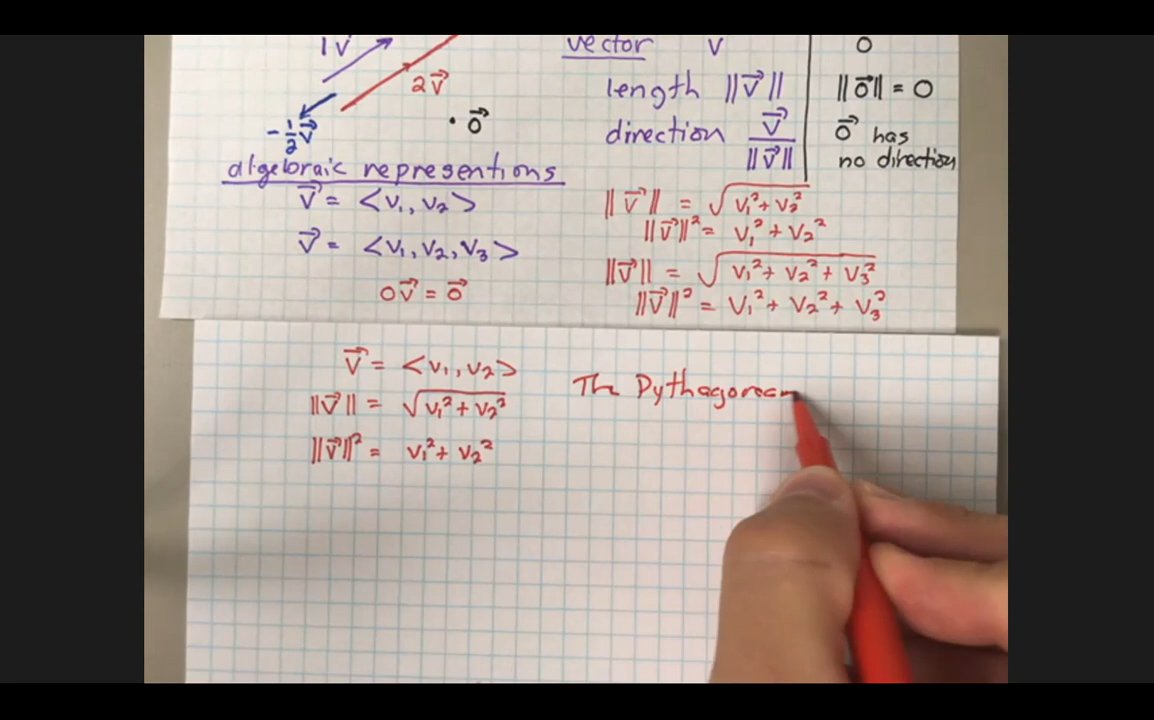 1v⃗
2v⃗
-1/2 v⃗
· 0⃗
vector v⃗
length ||v⃗||
direction v⃗/||v⃗||
0
||0⃗|| = 0
0⃗ has
no direction
algebraic representions
v⃗ = <v₁, v₂>
v⃗ = <v₁, v₂, v₃>
0v⃗ = 0⃗
||v⃗|| = √(v₁² + v₂²)
||v⃗||² = v₁² + v₂²
||v⃗|| = √(v₁² + v₂² + v₃²)
||v⃗||² = v₁² + v₂² + v₃²
v⃗ = <v₁, v₂>
||v⃗|| = √(v₁² + v₂²)
||v⃗||² = v₁² + v₂²
The Pythagorean